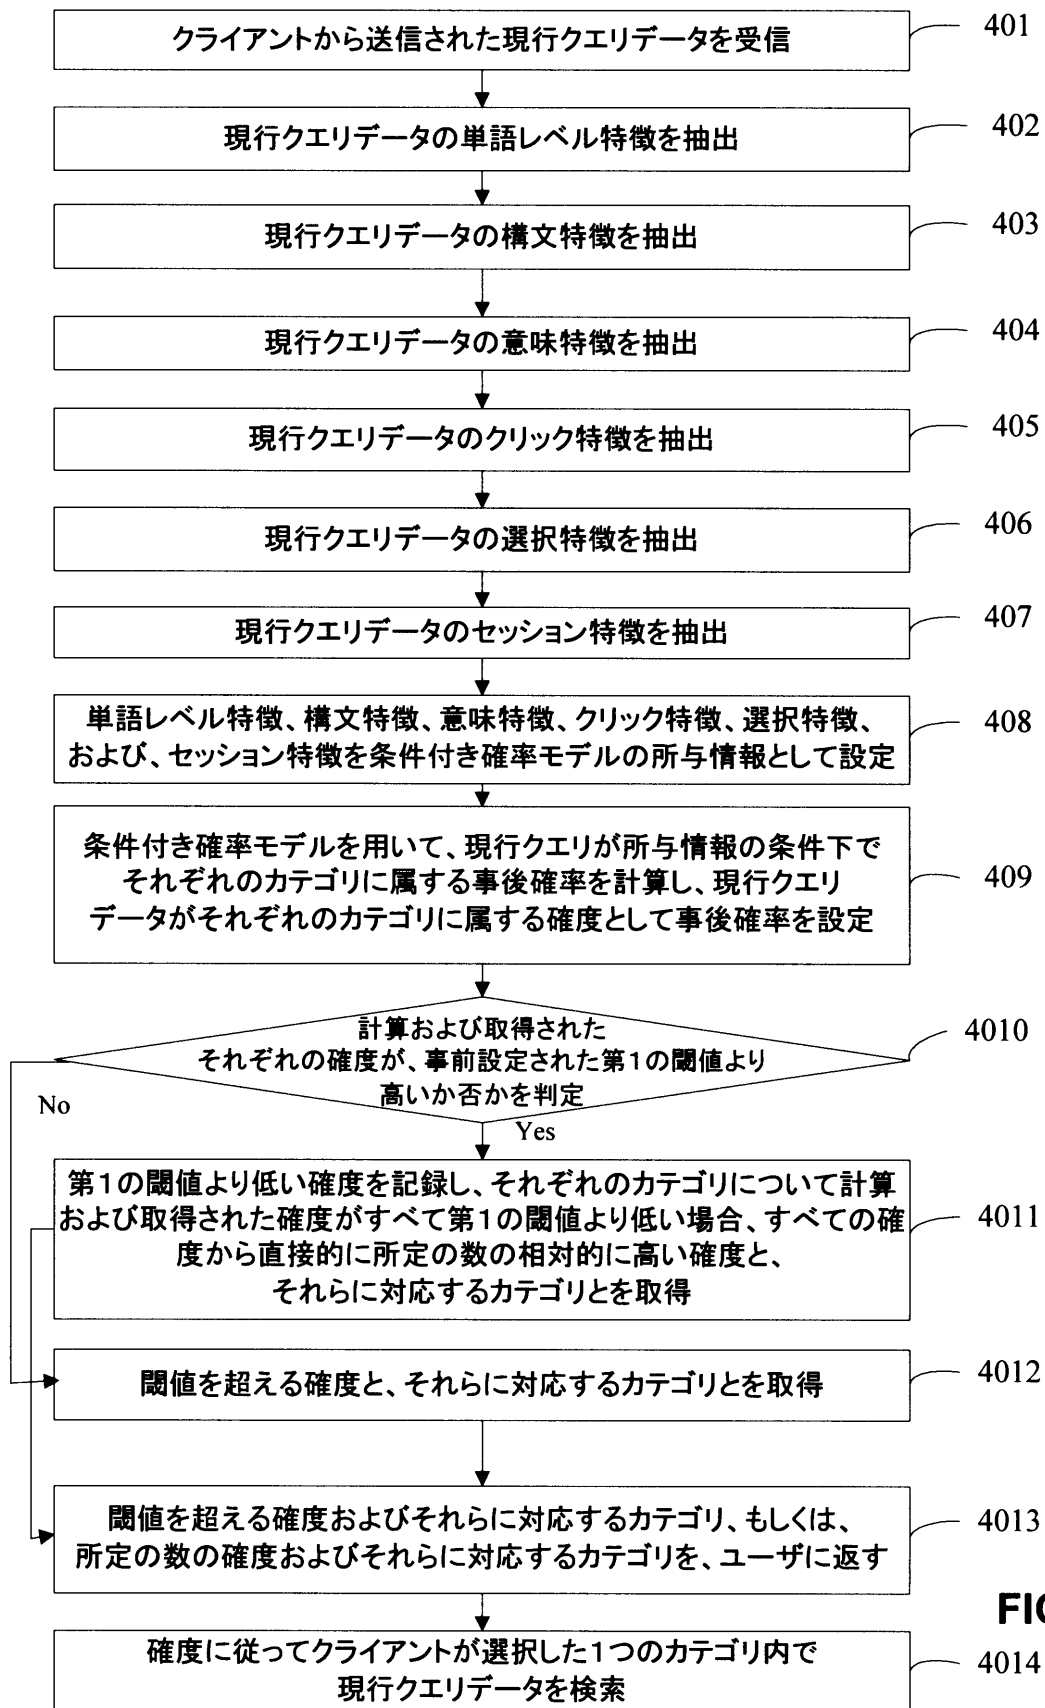 クライアントから送信された現行クエリデータを受信
401
現行クエリデータの単語レベル特徴を抽出
402
現行クエリデータの構文特徴を抽出
403
現行クエリデータの意味特徴を抽出
404
現行クエリデータのクリック特徴を抽出
405
現行クエリデータの選択特徴を抽出
406
現行クエリデータのセッション特徴を抽出
407
単語レベル特徴、構文特徴、意味特徴、クリック特徴、選択特徴、
および、セッション特徴を条件付き確率モデルの所与情報として設定
408
条件付き確率モデルを用いて、現行クエリが所与情報の条件下で
それぞれのカテゴリに属する事後確率を計算し、現行クエリ
データがそれぞれのカテゴリに属する確度として事後確率を設定
409
計算および取得された
それぞれの確度が、事前設定された第1の閾値より
高いか否かを判定
4010
No
Yes
第1の閾値より低い確度を記録し、それぞれのカテゴリについて計算
および取得された確度がすべて第1の閾値より低い場合、すべての確
度から直接的に所定の数の相対的に高い確度と、
それらに対応するカテゴリとを取得
4011
閾値を超える確度と、それらに対応するカテゴリとを取得
4012
閾値を超える確度およびそれらに対応するカテゴリ、もしくは、
所定の数の確度およびそれらに対応するカテゴリを、ユーザに返す
4013
FIG
確度に従ってクライアントが選択した1つのカテゴリ内で
現行クエリデータを検索
4014